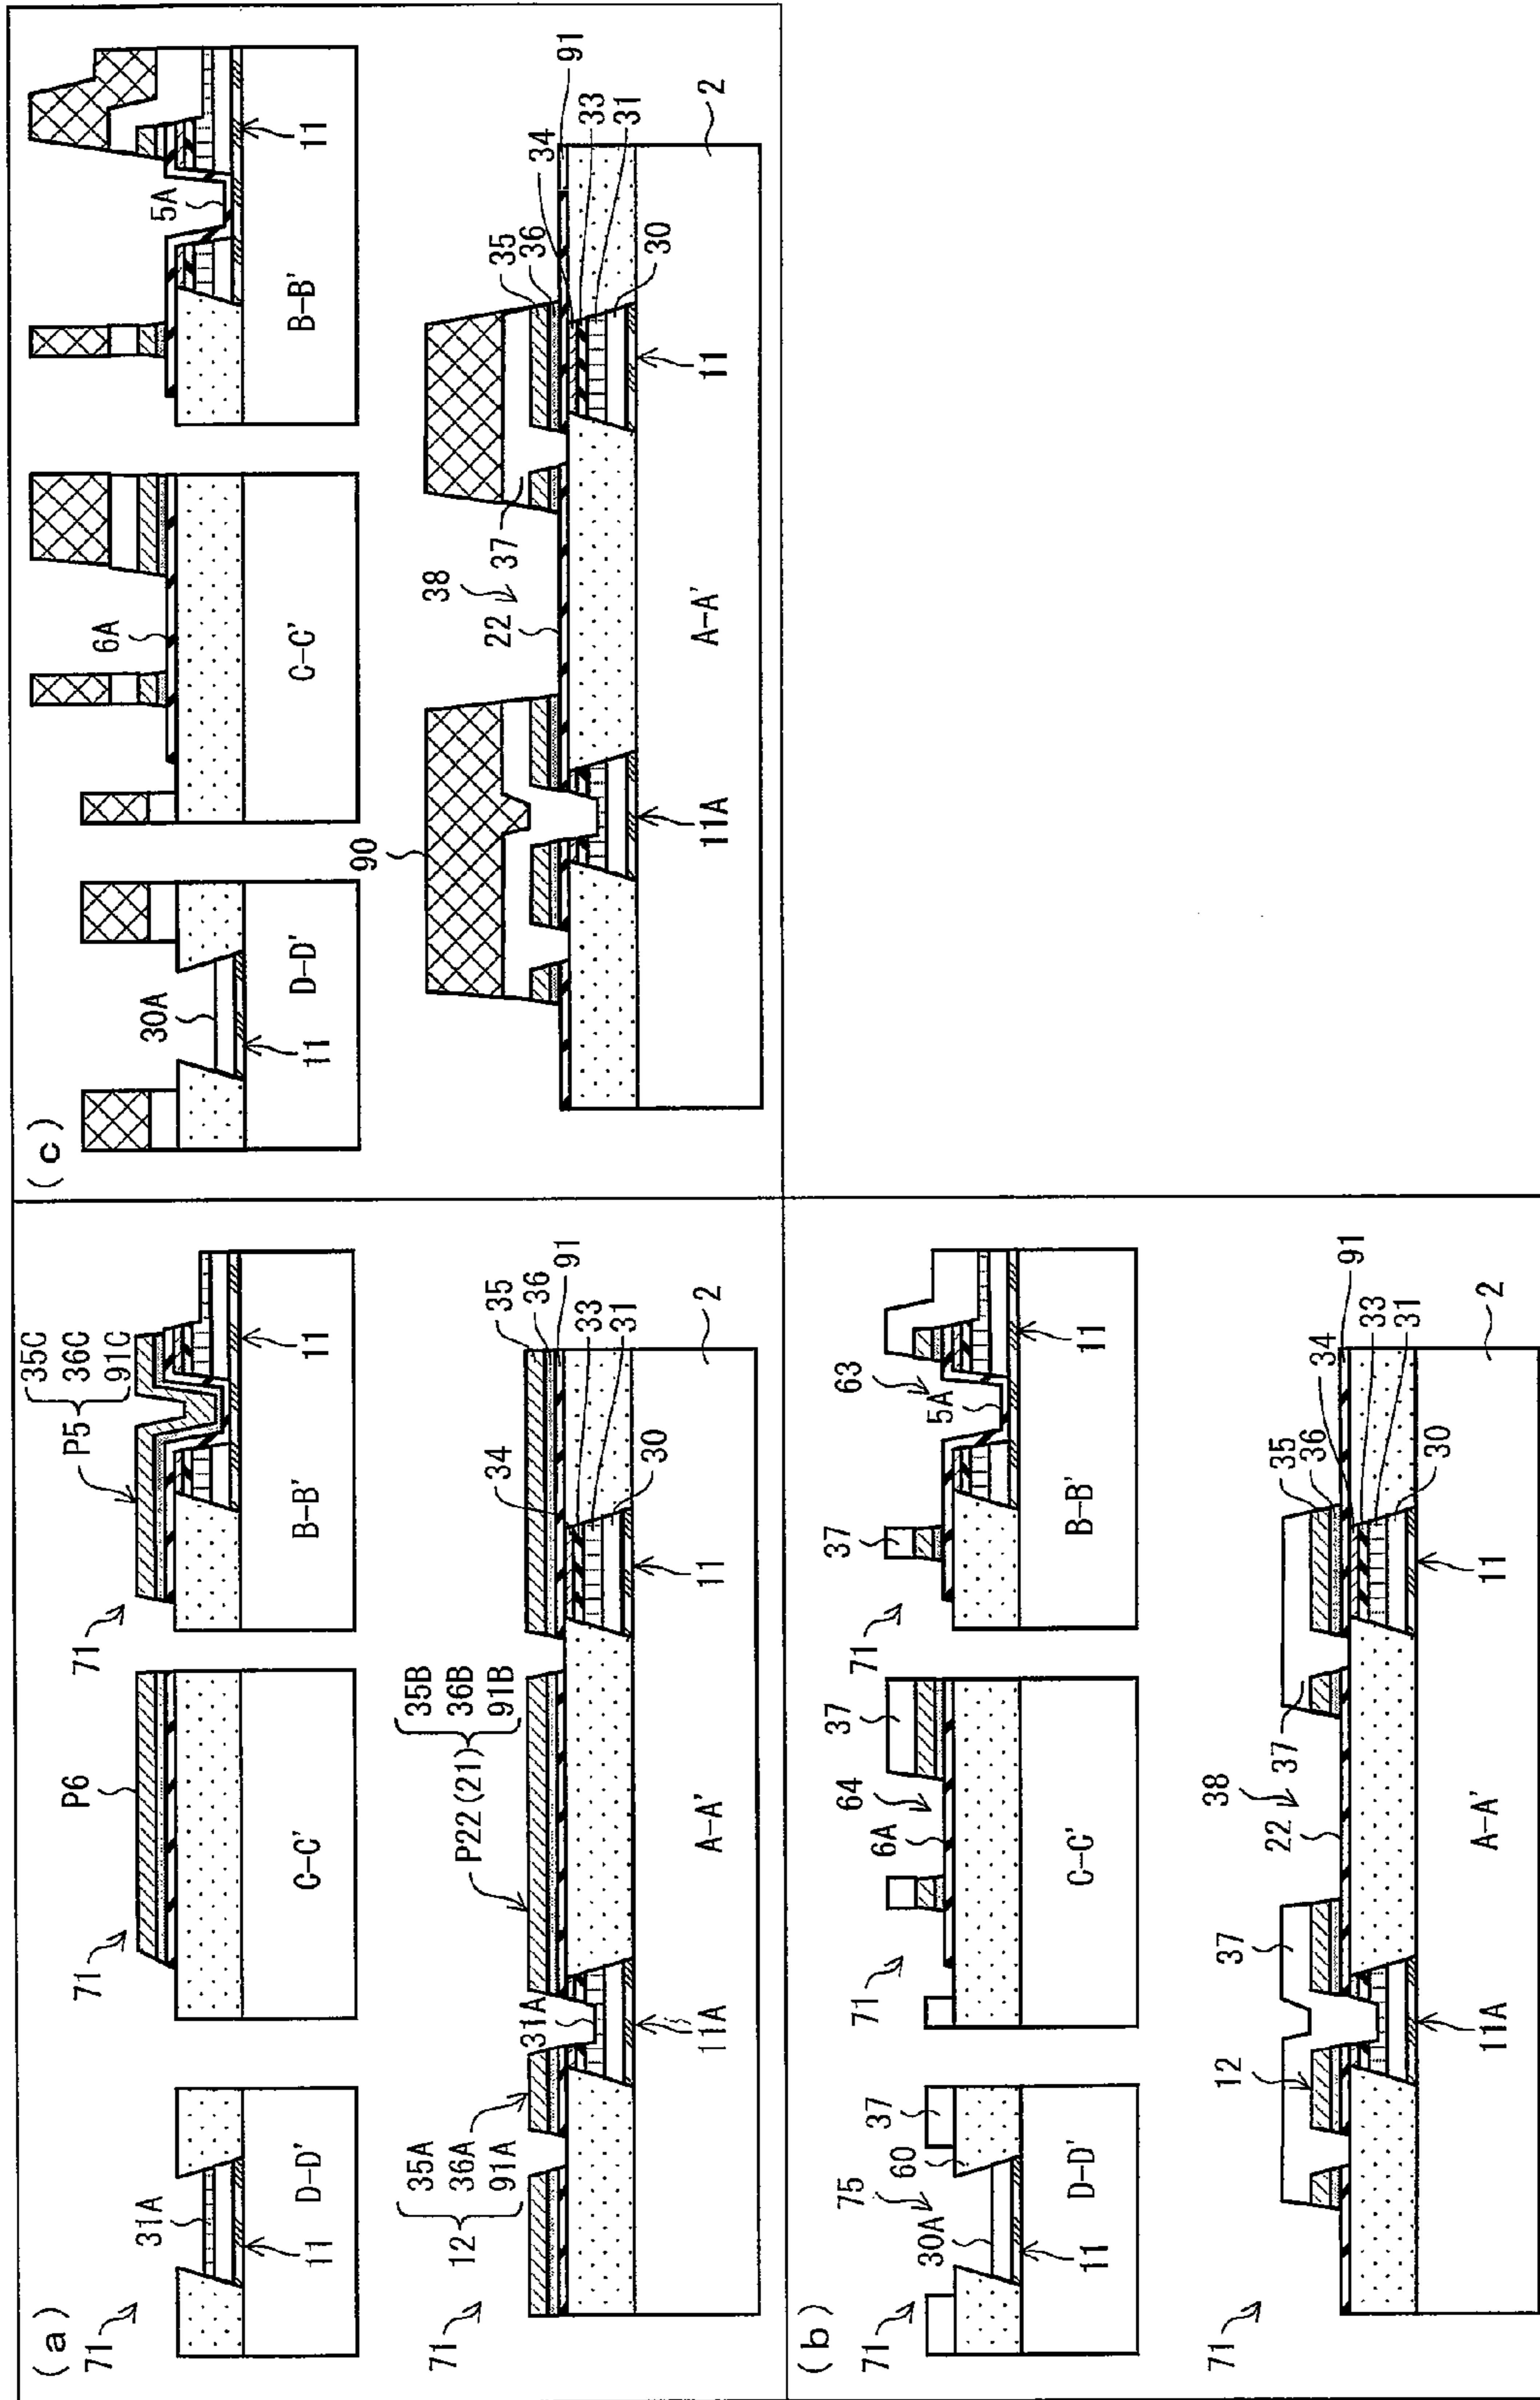 (a)
71
31A
11
D-D'
71
P6
C-C'
71
P5
35C
36C
91C
11
B-B'
71
12
35A
36A
91A
31A
11A
P22(21)
35B
36B
91B
A-A'
34
35
36
91
33
31
30
11
2
(b)
71
75
30A
60
37
11
D-D'
71
6A
64
37
C-C'
71
37
63
5A
11
B-B'
71
12
37
11A
38
22
37
A-A'
34
35
36
91
33
31
30
11
2
(c)
30A
11
D-D'
6A
C-C'
5A
11
B-B'
90
11A
38
22
37
A-A'
35
36
34
91
33
31
30
11
2